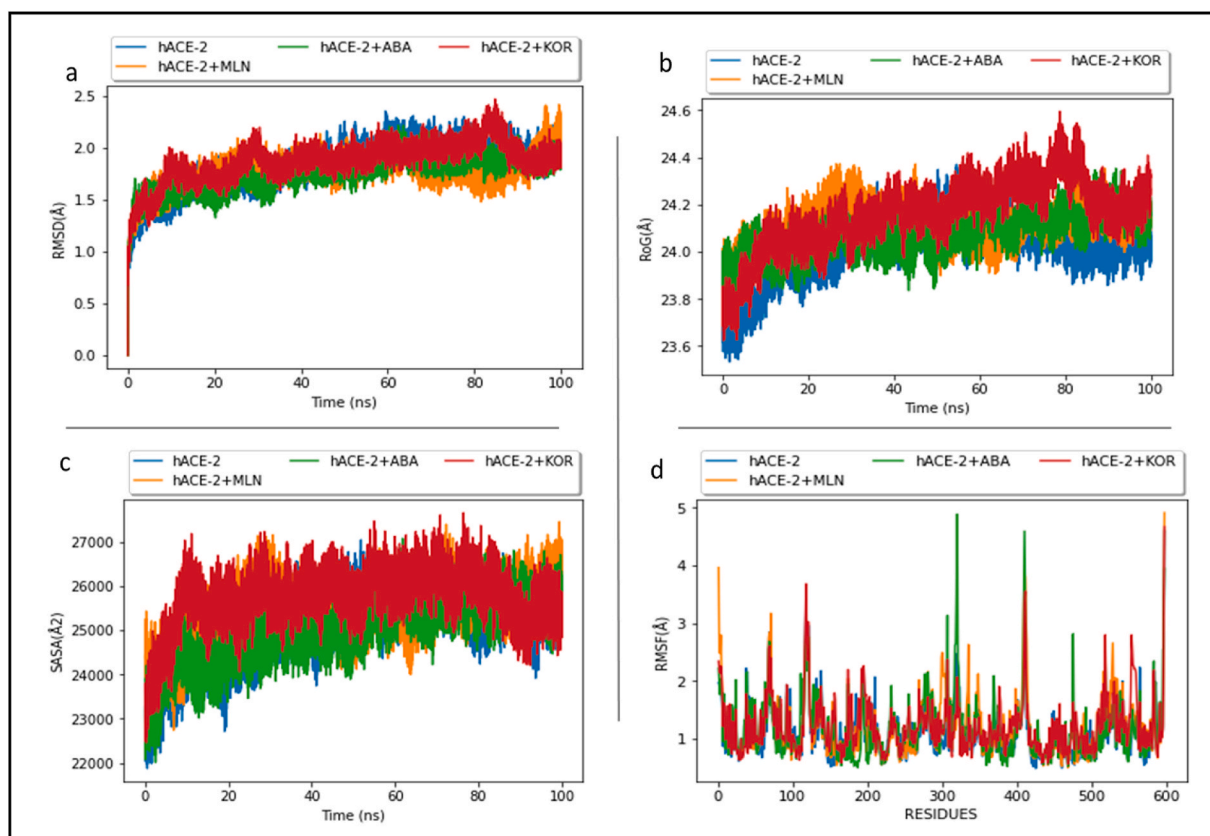 a
hACE-2 hACE-2+ABA hACE-2+KOR
hACE-2+MLN
2.5
2.0
1.5
1.0
0.5
0.0
RMSD(Å)
0 20 40 60 80 100
Time (ns)
b
hACE-2 hACE-2+ABA hACE-2+KOR
hACE-2+MLN
24.6
24.4
24.2
24.0
23.8
23.6
RoG(Å)
0 20 40 60 80 100
Time (ns)
c
hACE-2 hACE-2+ABA hACE-2+KOR
hACE-2+MLN
27000
26000
25000
24000
23000
22000
SASA(Å2)
0 20 40 60 80 100
Time (ns)
d
hACE-2 hACE-2+ABA hACE-2+KOR
hACE-2+MLN
5
4
3
2
1
RMSF(Å)
0 100 200 300 400 500 600
RESIDUES